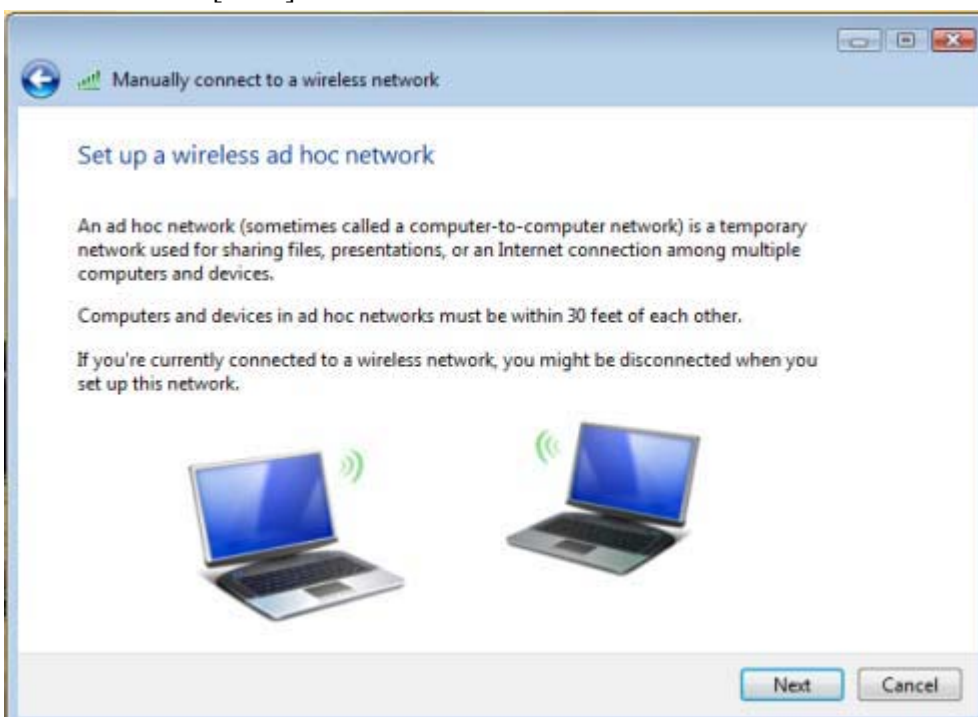 Manually connect to a wireless network
Set up a wireless ad hoc network
An ad hoc network (sometimes called a computer-to-computer network) is a temporary
network used for sharing files, presentations, or an Internet connection among multiple
computers and devices.
Computers and devices in ad hoc networks must be within 30 feet of each other.
If you're currently connected to a wireless network, you might be disconnected when you
set up this network.
Next Cancel